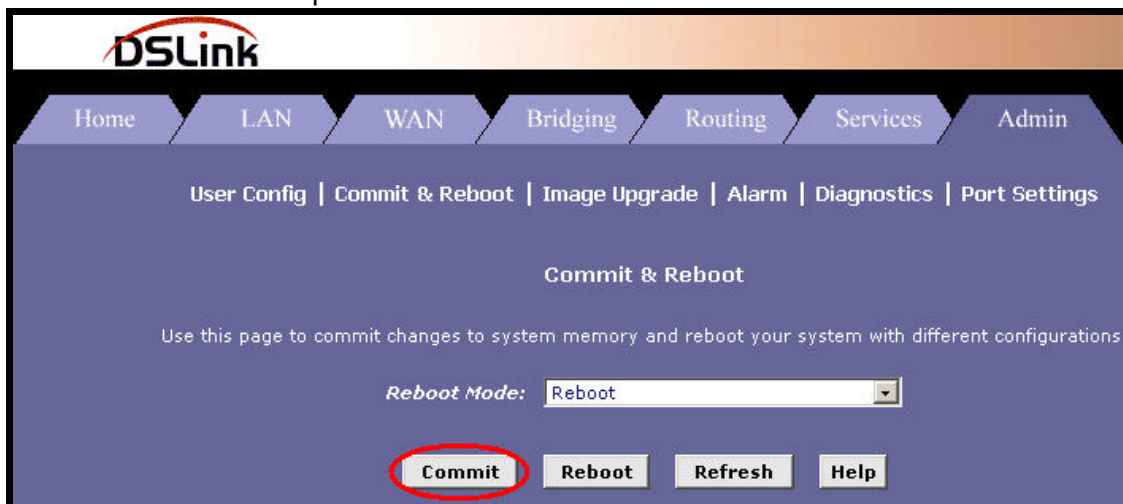 DSLink
Home LAN WAN Bridging Routing Services Admin
User Config | Commit & Reboot | Image Upgrade | Alarm | Diagnostics | Port Settings
Commit & Reboot
Use this page to commit changes to system memory and reboot your system with different configurations
Reboot Mode: Reboot
Commit Reboot Refresh Help